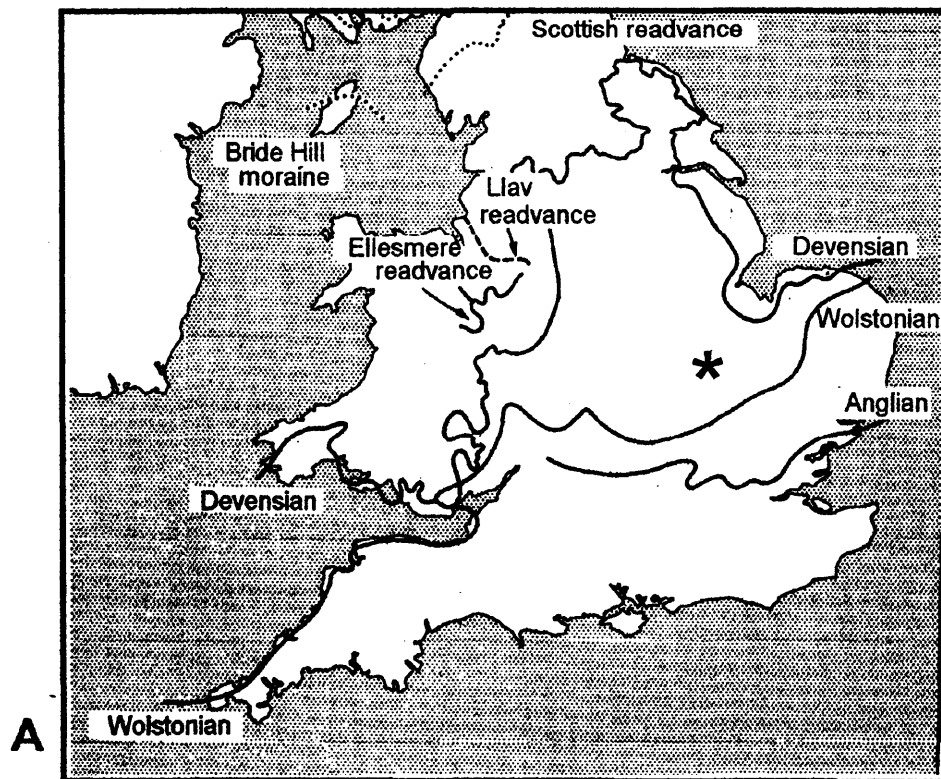 Scottish readvance
Bride Hill
moraine
Llav
readvance
Ellesmere
readvance
Devensian
Wolstonian
*
Anglian
Devensian
Wolstonian
A